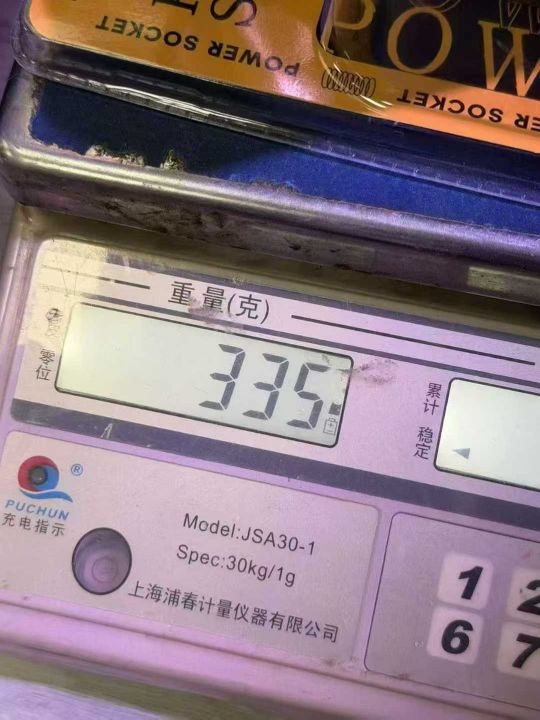 POWER SOCKET
POWER SOCKET
重量(克)
零位
335
累计
稳定
PUCHUN
®
充电指示
Model:JSA30-1
Spec:30kg/1g
上海浦春计量仪器有限公司
1
2
6
7